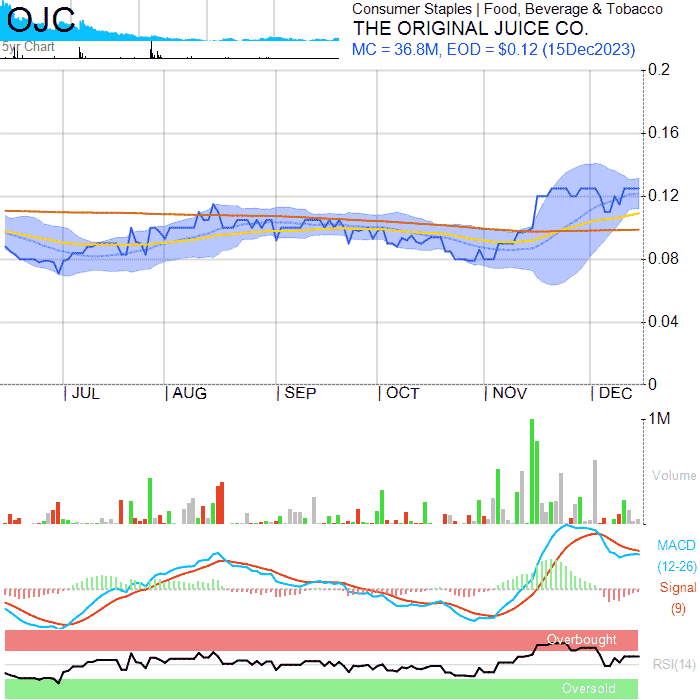 OJC
5yr Chart
Consumer Staples | Food, Beverage & Tobacco
THE ORIGINAL JUICE CO.
MC = 36.8M, EOD = $0.12 (15Dec2023)
0.2
0.16
0.12
0.08
0.04
0
JUL AUG SEP OCT NOV DEC
1M
Volume
MACD
(12-26)
Signal
(9)
Overbought
RSI(14)
Oversold